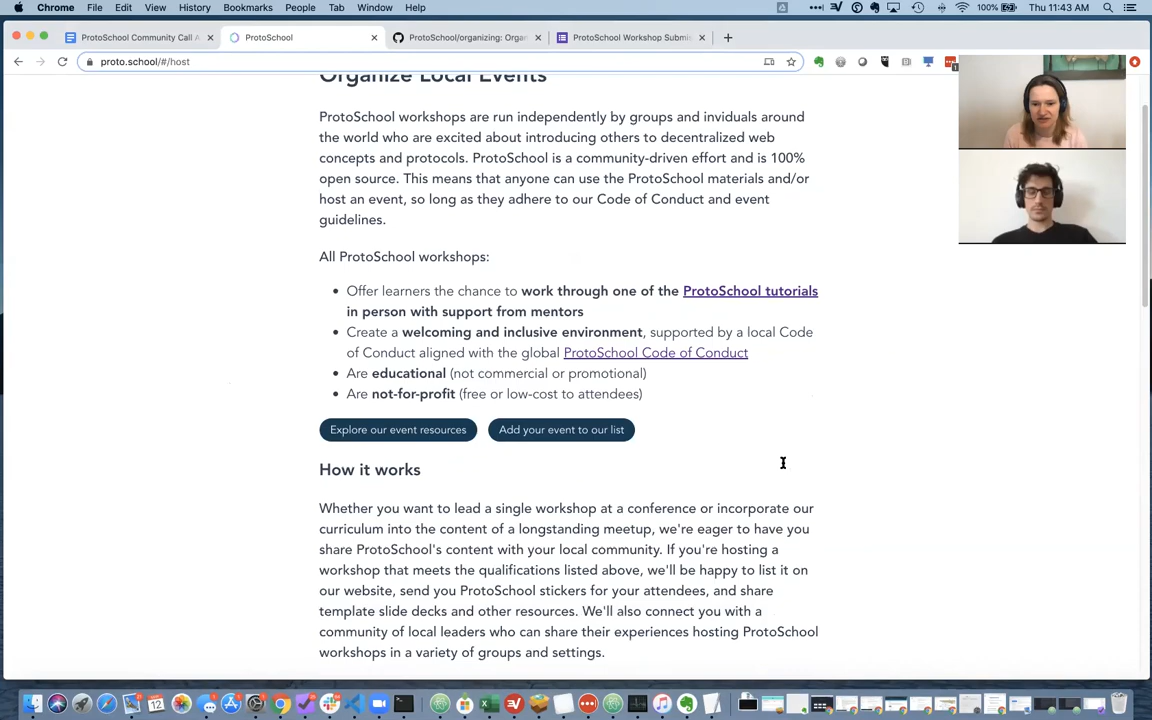 Chrome File Edit View History Bookmarks People Tab Window Help 100% Thu 11:43 AM
ProtoSchool Community Call A ProtoSchool ProtoSchool/organizing: Organ ProtoSchool Workshop Submis
proto.school/#/host
Organize Local Events
ProtoSchool workshops are run independently by groups and inviduals around
the world who are excited about introducing others to decentralized web
concepts and protocols. ProtoSchool is a community-driven effort and is 100%
open source. This means that anyone can use the ProtoSchool materials and/or
host an event, so long as they adhere to our Code of Conduct and event
guidelines.
All ProtoSchool workshops:
• Offer learners the chance to work through one of the ProtoSchool tutorials
in person with support from mentors
• Create a welcoming and inclusive environment, supported by a local Code
of Conduct aligned with the global ProtoSchool Code of Conduct
• Are educational (not commercial or promotional)
• Are not-for-profit (free or low-cost to attendees)
Explore our event resources Add your event to our list
How it works
Whether you want to lead a single workshop at a conference or incorporate our
curriculum into the content of a longstanding meetup, we're eager to have you
share ProtoSchool's content with your local community. If you're hosting a
workshop that meets the qualifications listed above, we'll be happy to list it on
our website, send you ProtoSchool stickers for your attendees, and share
template slide decks and other resources. We'll also connect you with a
community of local leaders who can share their experiences hosting ProtoSchool
workshops in a variety of groups and settings.